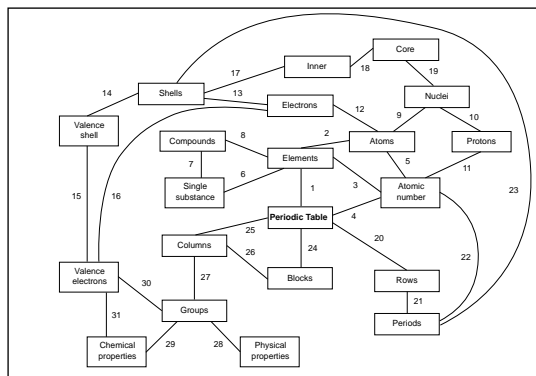 Core
Inner
17
18
19
14
Shells
13
Nuclei
Electrons
12
9
10
Valence
shell
Compounds
8
2
Atoms
Protons
7
Elements
5
11
15
16
Single
substance
6
3
Atomic
number
23
1
Periodic Table
4
25
20
Columns
26
24
22
Valence
electrons
30
27
Blocks
Rows
21
31
Groups
Periods
Chemical
properties
29
28
Physical
properties